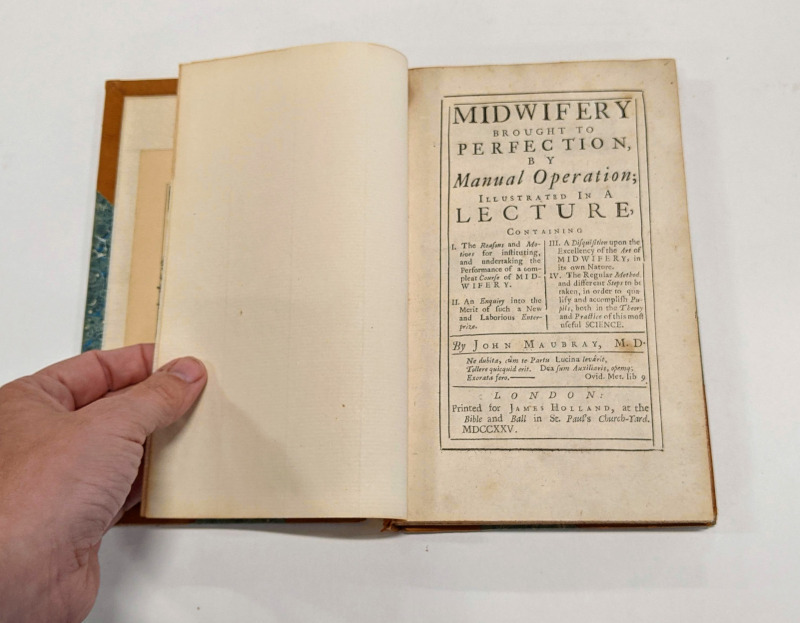 MIDWIFERY
BROUGHT TO
PERFECTION,
BY
Manual Operation;
ILLUSTRATED IN A
LECTURE,
CONTAINING
I. The Reasons and Mo-
tives for instituting,
and undertaking the
Performance of a com-
pleat Course of MID-
WIFERY.
II. An Enquiry into the
Merit of such a New
and Laborious Enter-
prize.
III. A Disquisition upon the
Excellency of the Art of
MIDWIFERY, in
its own Nature.
IV. The Regular Method.
and different Steps to be
taken, in order to qua-
lify and accomplish Pu-
pils, both in the Theory
and Practice of this most
useful SCIENCE.
By JOHN MAUBRAY, M. D.
Ne dubita, cùm te Partu Lucina levârit,
Tollere quicquid erit. Dea sum Auxiliaris, opemq;
Exorata fero.—— Ovid. Met. lib 9.
LONDON:
Printed for JAMES HOLLAND, at the
Bible and Ball in St. Paul's Church-Yard.
MDCCXXV.